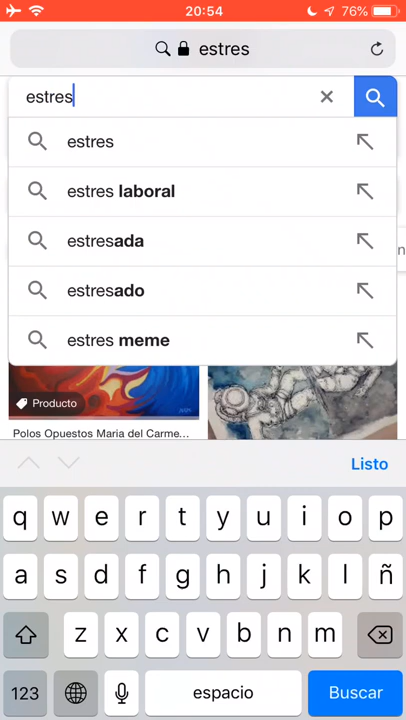 20:54
76%
estres
estres
estres
estres laboral
estresada
estresado
estres meme
Producto
Polos Opuestos Maria del Carme...
Listo
q w e r t y u i o p
a s d f g h j k l ñ
z x c v b n m
123 espacio Buscar